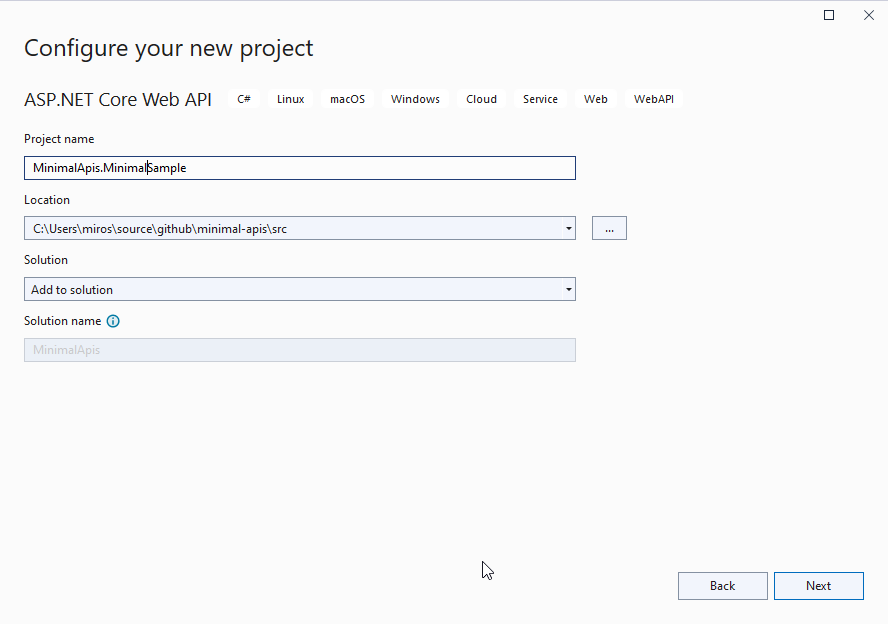 Configure your new project
ASP.NET Core Web API C# Linux macOS Windows Cloud Service Web WebAPI
Project name
MinimalApis.MinimalSample
Location
C:\Users\miros\source\github\minimal-apis\src
...
Solution
Add to solution
Solution name
MinimalApis
Back Next